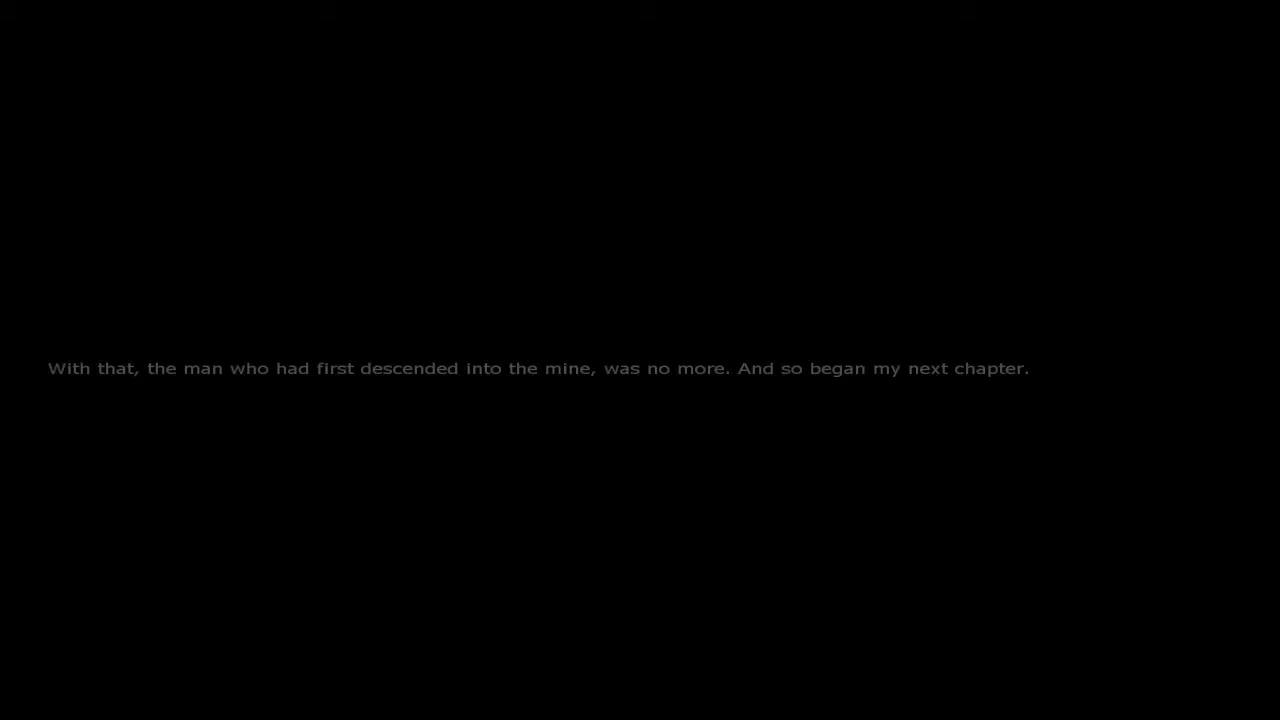 With that, the man who had first descended into the mine, was no more. And so began my next chapter.